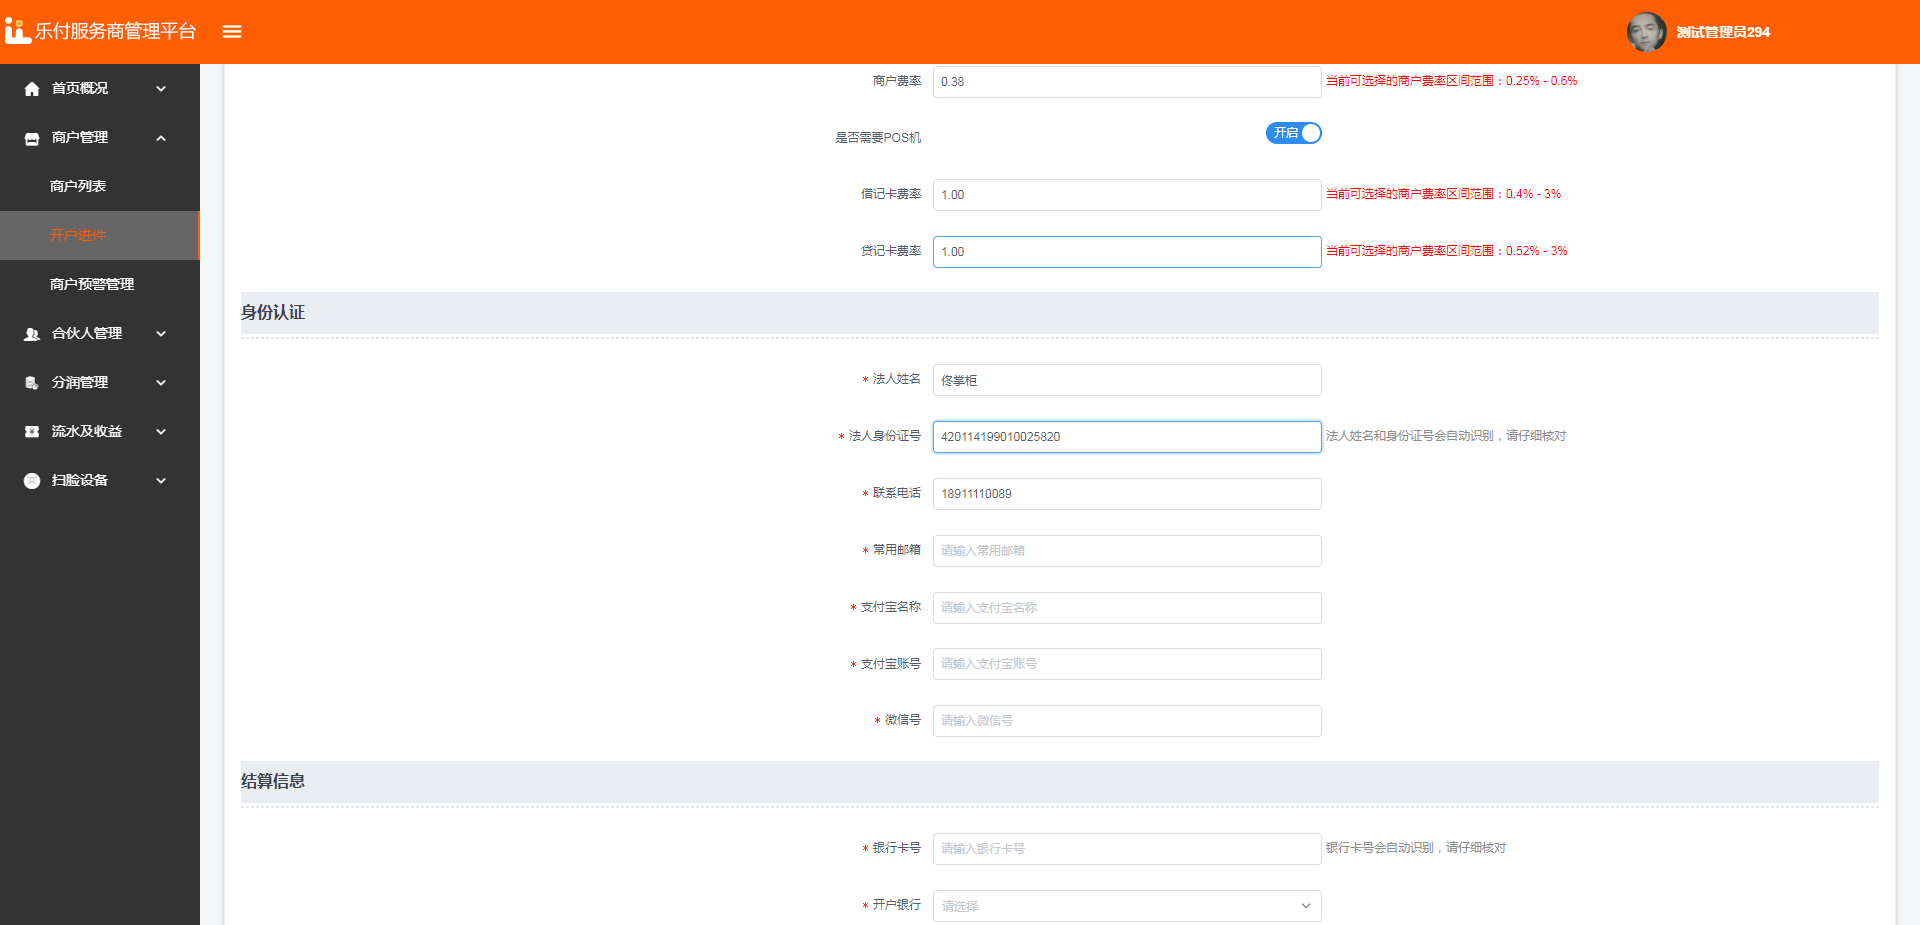 乐付服务商管理平台
测试管理员294
首页概况
商户管理
商户列表
开户进件
商户预警管理
合伙人管理
分润管理
流水及收益
扫脸设备
商户费率 0.38 当前可选择的商户费率区间范围：0.25% - 0.6%
是否需要POS机 开启
借记卡费率 1.00 当前可选择的商户费率区间范围：0.4% - 3%
贷记卡费率 1.00 当前可选择的商户费率区间范围：0.52% - 3%
身份认证
* 法人姓名 佟掌柜
* 法人身份证号 420114199010025820 法人姓名和身份证号会自动识别，请仔细核对
* 联系电话 18911110089
* 常用邮箱 请输入常用邮箱
* 支付宝名称 请输入支付宝名称
* 支付宝账号 请输入支付宝账号
* 微信号 请输入微信号
结算信息
* 银行卡号 请输入银行卡号 银行卡号会自动识别，请仔细核对
* 开户银行 请选择